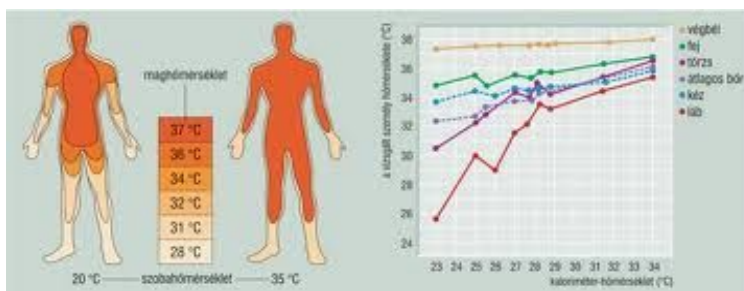 maghőmérséklet
37 °C
36 °C
34 °C
32 °C
31 °C
28 °C
20 °C szobahőmérséklet 35 °C
a vizsgált személy hőmérséklete (°C)
38
36
34
32
30
28
26
24
23 24 25 26 27 28 29 30 31 32 33 34
kaloriméter-hőmérséklet (°C)
végbél
fej
törzs
átlagos bőr
kéz
láb